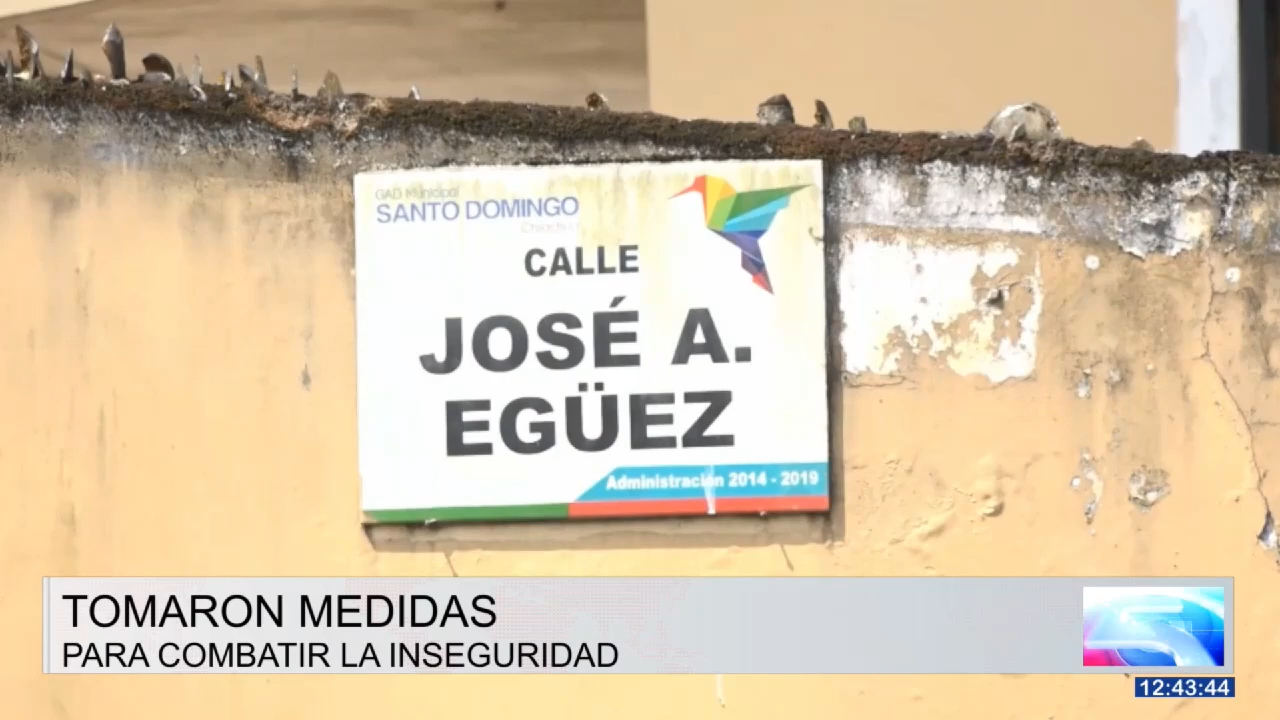 GAD Municipal
SANTO DOMINGO
CALLE
JOSÉ A.
EGÜEZ
Administración 2014 - 2019
TOMARON MEDIDAS
PARA COMBATIR LA INSEGURIDAD
12:43:44